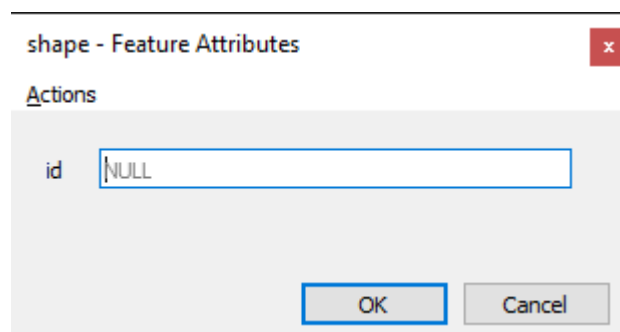 shape - Feature Attributes
x
Actions
id NULL
OK Cancel